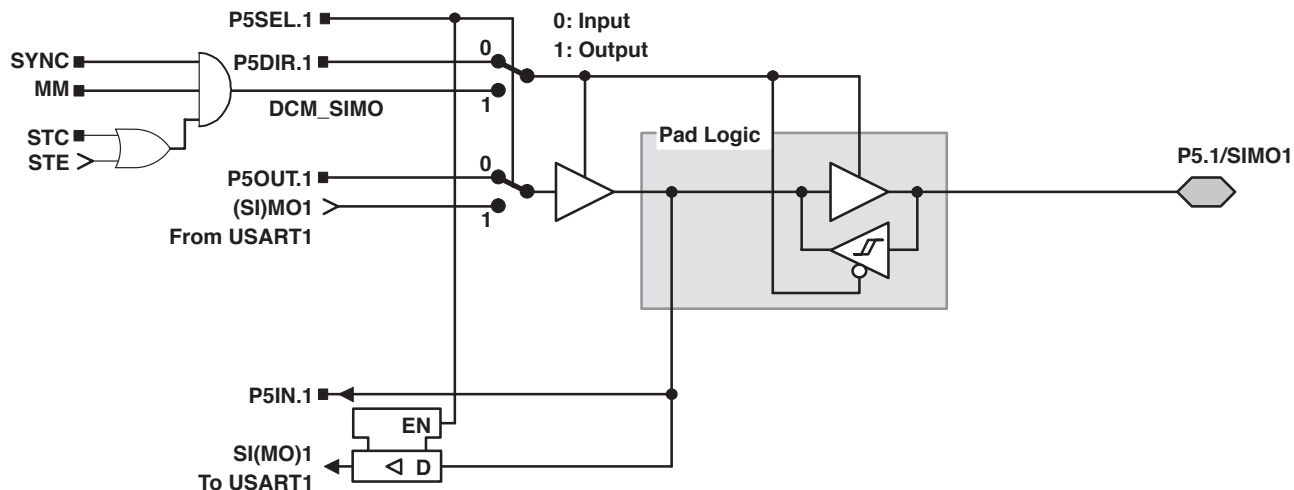 P5SEL.1
0: Input
1: Output
SYNC
P5DIR.1
0
MM
DCM_SIMO
1
STC
STE
Pad Logic
P5.1/SIMO1
P5OUT.1
0
(SI)MO1
1
From USART1
P5IN.1
EN
SI(MO)1
D
To USART1